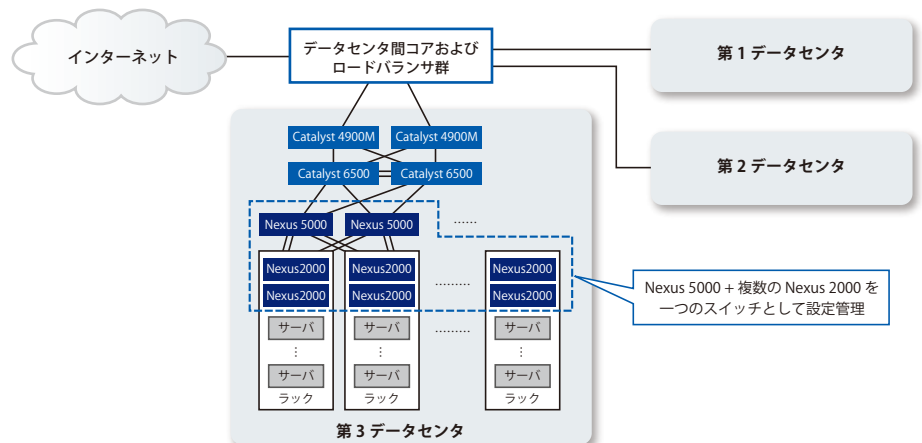 インターネット
データセンタ間コアおよび
ロードバランサ群
第 1 データセンタ
第 2 データセンタ
Catalyst 4900M
Catalyst 4900M
Catalyst 6500
Catalyst 6500
Nexus 5000
Nexus 5000
……
Nexus2000
Nexus2000
Nexus2000
Nexus2000
Nexus2000
Nexus2000
………
Nexus 5000 + 複数の Nexus 2000 を
一つのスイッチとして設定管理
サーバ
サーバ
………
サーバ
⋮
⋮
⋮
サーバ
サーバ
サーバ
ラック
ラック
ラック
第 3 データセンタ